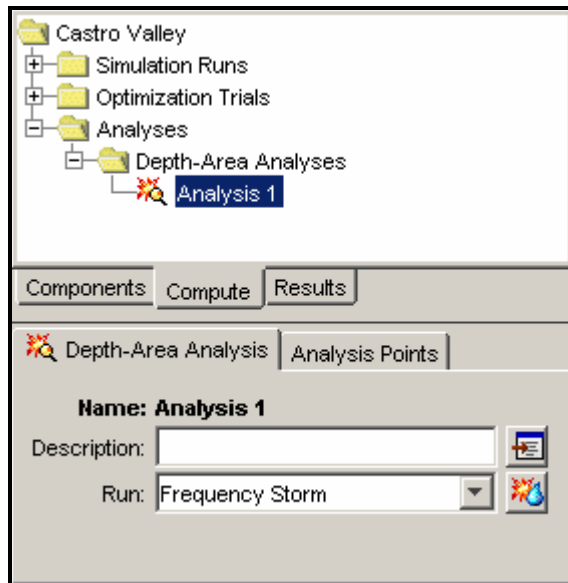 Castro Valley
Simulation Runs
Optimization Trials
Analyses
Depth-Area Analyses
Analysis 1
Components Compute Results
Depth-Area Analysis Analysis Points
Name: Analysis 1
Description:
Run: Frequency Storm